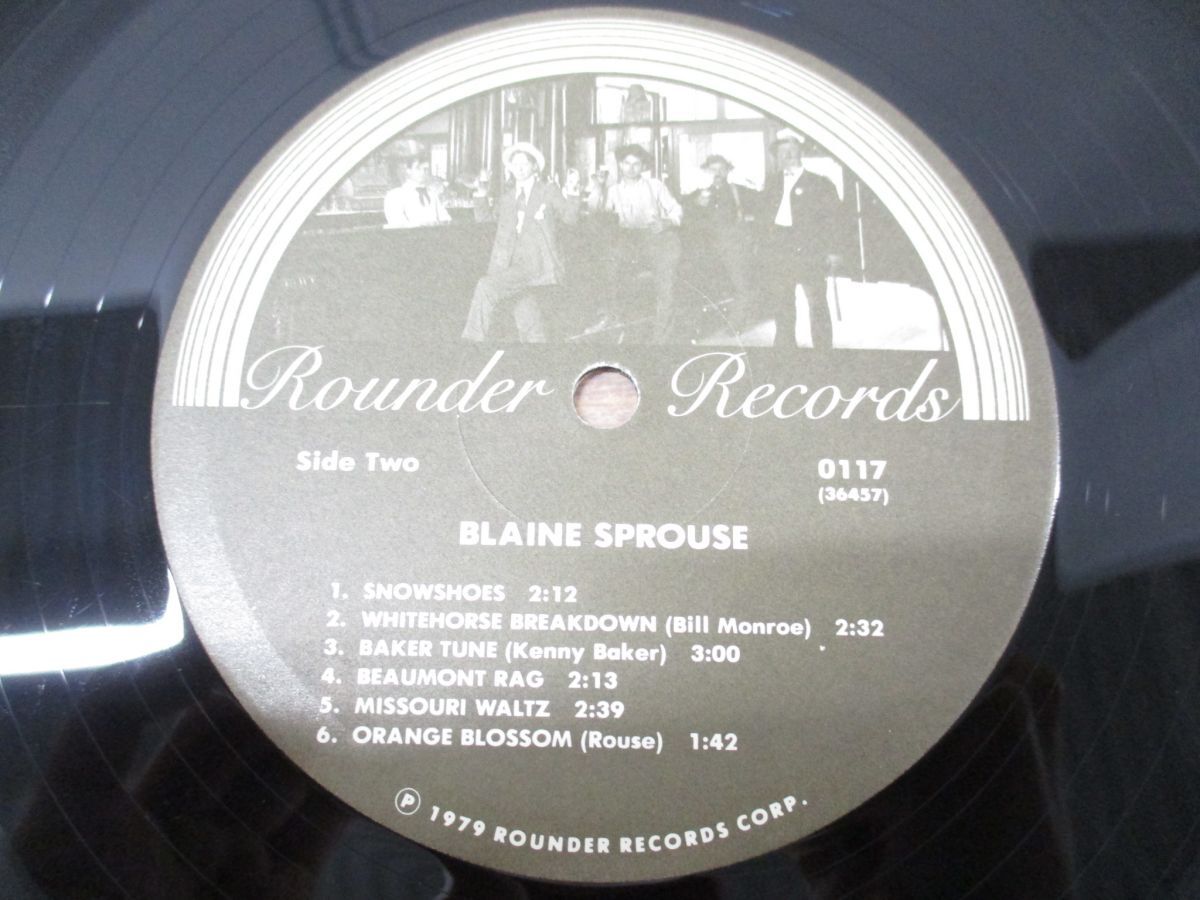 Rounder Records
Side Two 0117
(36457)
BLAINE SPROUSE
1. SNOWSHOES 2:12
2. WHITEHORSE BREAKDOWN (Bill Monroe) 2:32
3. BAKER TUNE (Kenny Baker) 3:00
4. BEAUMONT RAG 2:13
5. MISSOURI WALTZ 2:39
6. ORANGE BLOSSOM (Rouse) 1:42
℗ 1979 ROUNDER RECORDS CORP.